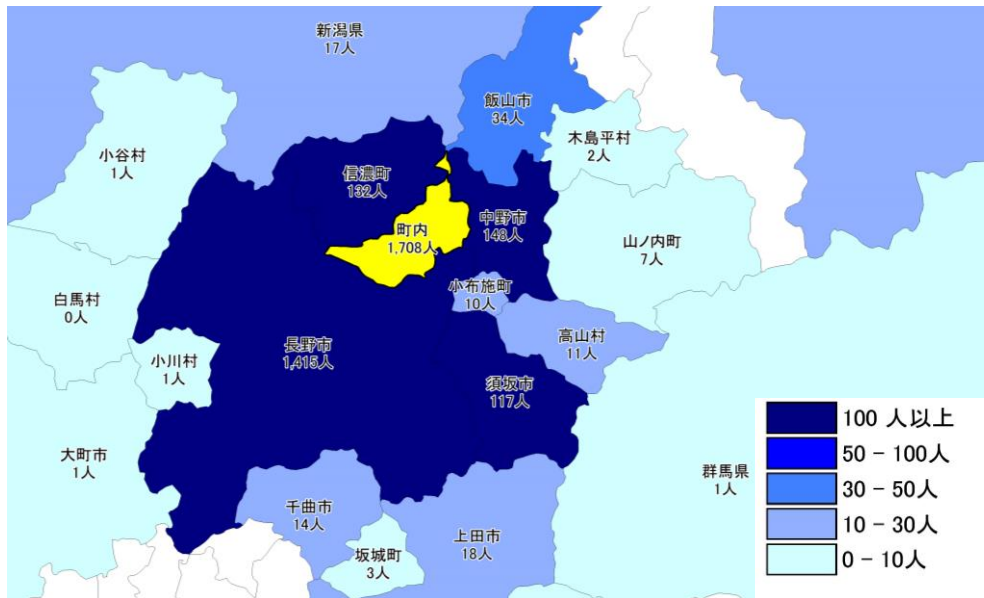 新潟県
17人
飯山市
34人
木島平村
2人
小谷村
1人
信濃町
132人
町内
1,708人
中野市
148人
山ノ内町
7人
小布施町
10人
白馬村
0人
長野市
1,415人
高山村
11人
小川村
1人
須坂市
117人
大町市
1人
群馬県
1人
千曲市
14人
坂城町
3人
上田市
18人
100 人以上
50 - 100人
30 - 50人
10 - 30人
0 - 10人